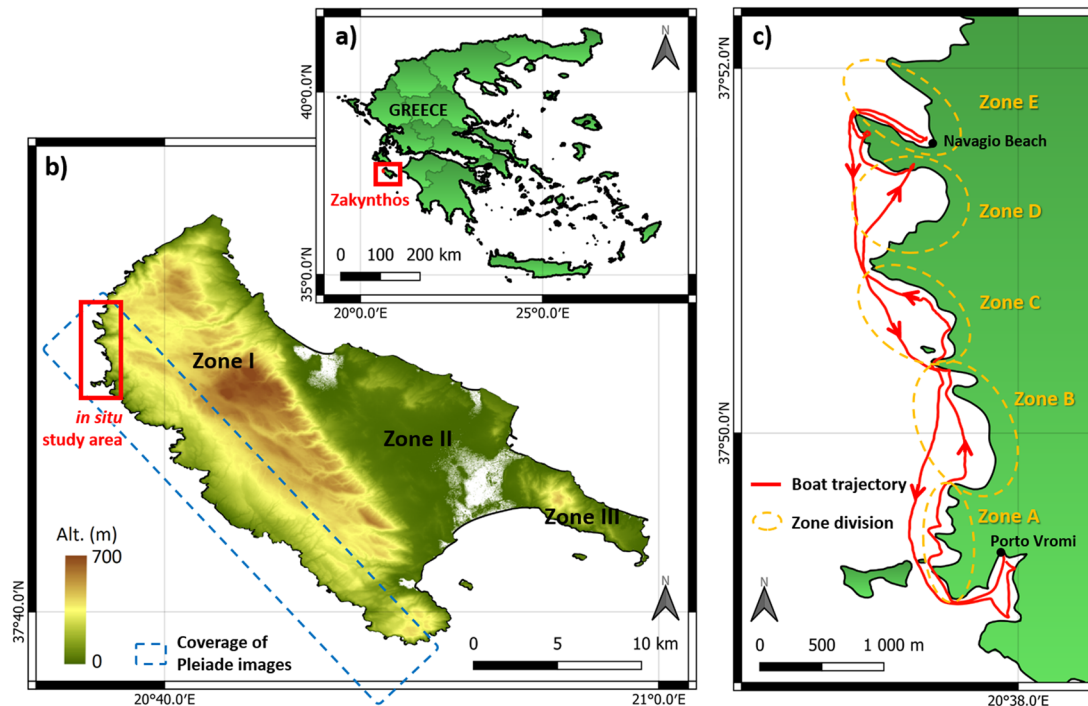 a)
N
GREECE
Zakynthos
0 100 200 km
40°0.0'N
35°0.0'N
20°0.0'E
25°0.0'E
b)
Zone I
Zone II
Zone III
in situ
study area
Alt. (m)
700
0
Coverage of
Pleiade images
N
0 5 10 km
37°40.0'N
20°40.0'E
21°0.0'E
c)
N
Zone E
Navagio Beach
Zone D
Zone C
Zone B
Boat trajectory
Zone division
Zone A
Porto Vromi
0 500 1000 m
37°52.0'N
37°50.0'N
20°38.0'E